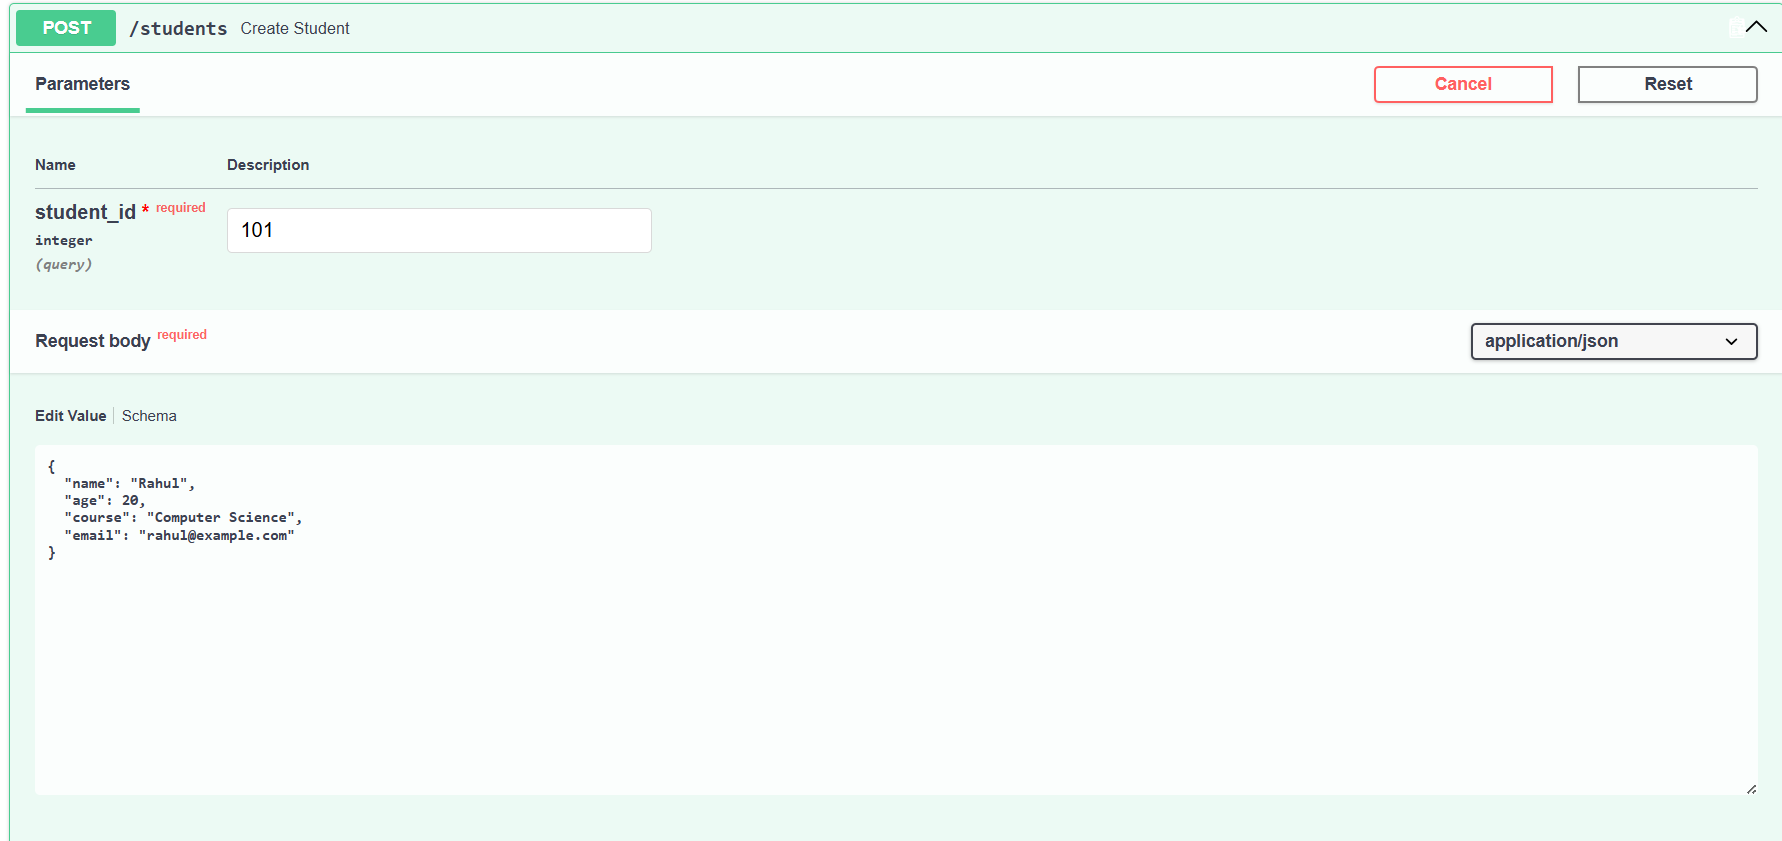 POST /students Create Student
Parameters
Cancel Reset
Name Description
student_id * required
101
integer
(query)
Request body required
application/json
Edit Value Schema
{
  "name": "Rahul",
  "age": 20,
  "course": "Computer Science",
  "email": "rahul@example.com"
}